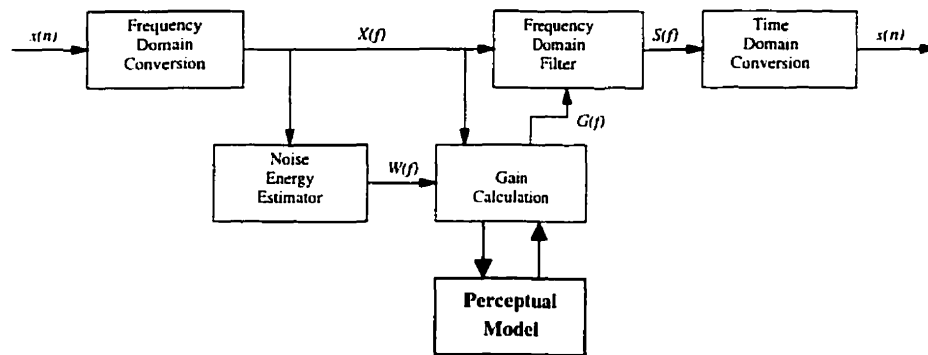 x(n)
Frequency
Domain
Conversion
X(f)
Frequency
Domain
Filter
S(f)
Time
Domain
Conversion
s(n)
G(f)
Noise
Energy
Estimator
W(f)
Gain
Calculation
Perceptual
Model